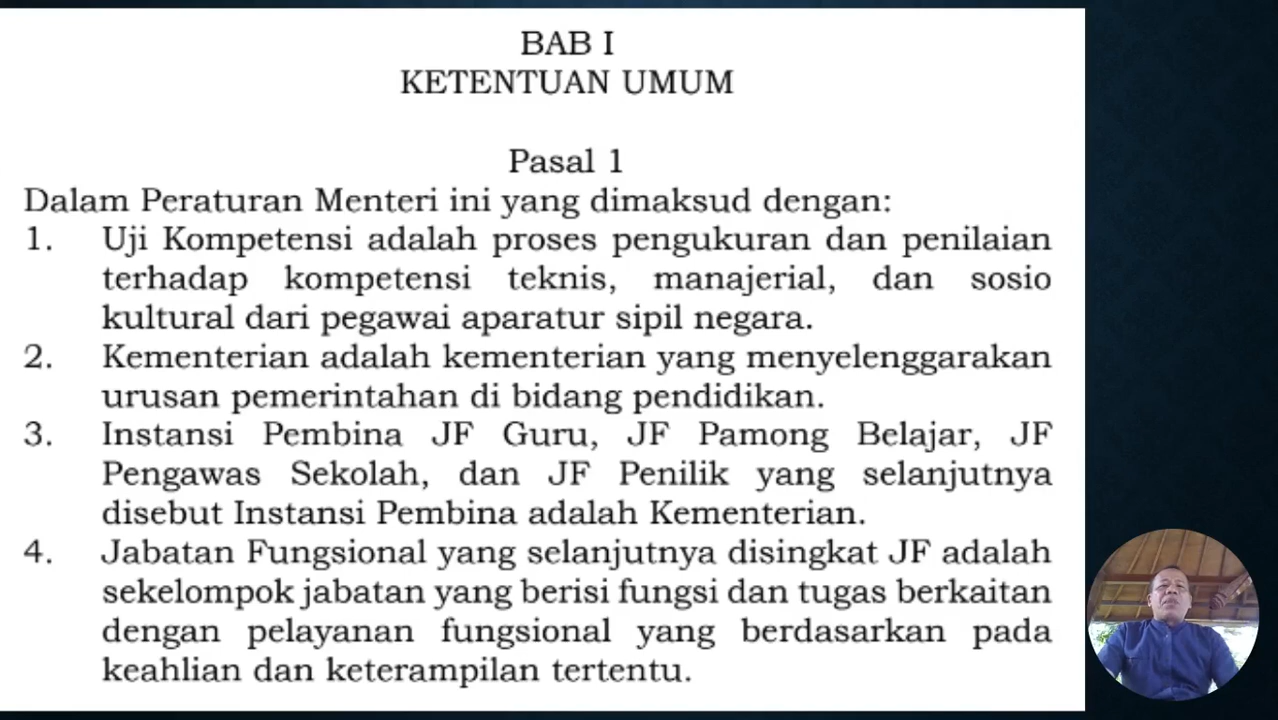 BAB I
KETENTUAN UMUM
Pasal 1
Dalam Peraturan Menteri ini yang dimaksud dengan:
1. Uji Kompetensi adalah proses pengukuran dan penilaian
terhadap kompetensi teknis, manajerial, dan sosio
kultural dari pegawai aparatur sipil negara.
2. Kementerian adalah kementerian yang menyelenggarakan
urusan pemerintahan di bidang pendidikan.
3. Instansi Pembina JF Guru, JF Pamong Belajar, JF
Pengawas Sekolah, dan JF Penilik yang selanjutnya
disebut Instansi Pembina adalah Kementerian.
4. Jabatan Fungsional yang selanjutnya disingkat JF adalah
sekelompok jabatan yang berisi fungsi dan tugas berkaitan
dengan pelayanan fungsional yang berdasarkan pada
keahlian dan keterampilan tertentu.